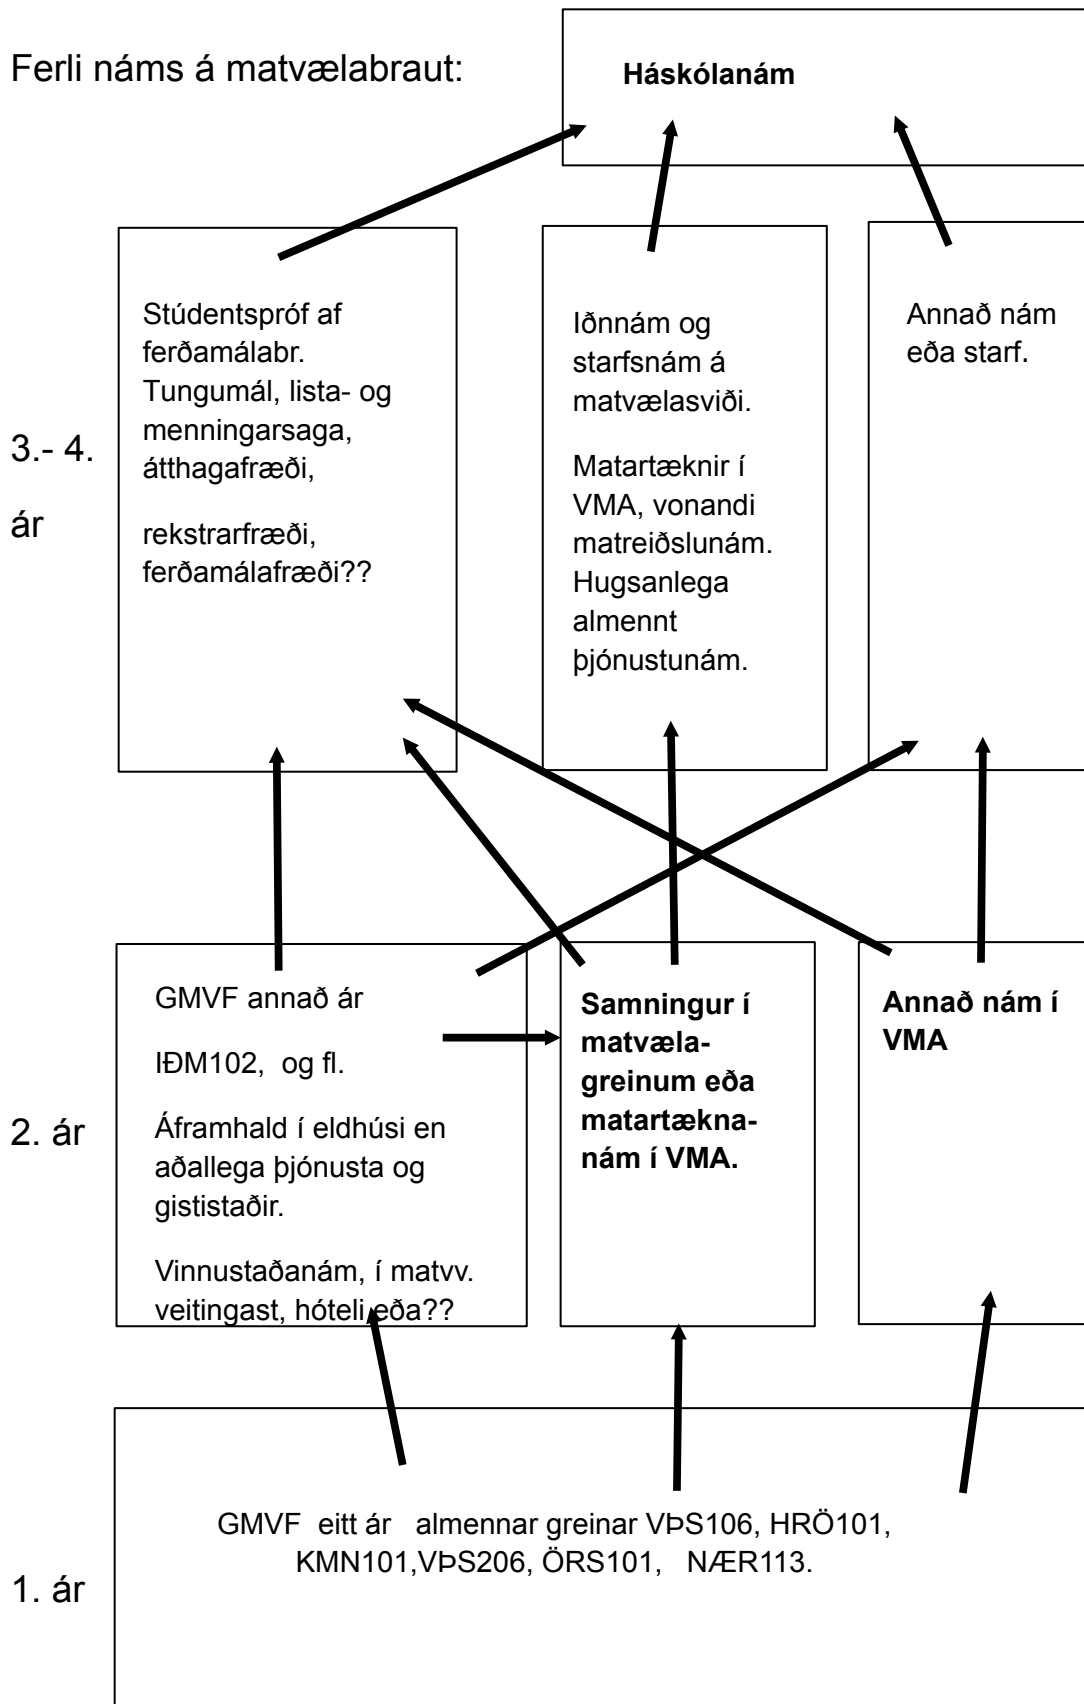 Ferli náms á matvælabraut:
Háskólanám
3.- 4.
ár
Stúdentspróf af
ferðamálabr.
Tungumál, lista- og
menningarsaga,
átthagafræði,
rekstrarfræði,
ferðamálafræði??
Iðnnám og
starfsnám á
matvælasviði.
Matartæknir í
VMA, vonandi
matreiðslunám.
Hugsanlega
almennt
þjónustunám.
Annað nám
eða starf.
2. ár
GMVF annað ár
IÐM102,  og fl.
Áframhald í eldhúsi en
aðallega þjónusta og
gististaðir.
Vinnustaðanám, í matvv.
veitingast, hóteli eða??
Samningur í
matvæla-
greinum eða
matartækna-
nám í VMA.
Annað nám í
VMA
1. ár
GMVF  eitt ár   almennar greinar VÞS106, HRÖ101,
KMN101,VÞS206, ÖRS101,   NÆR113.